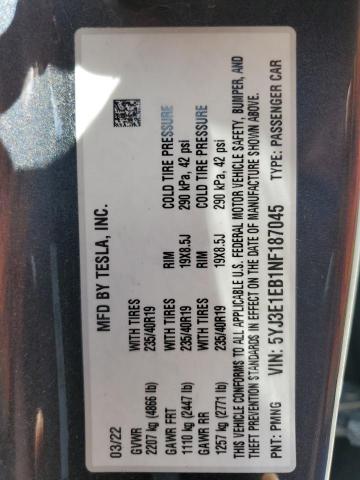 MFD BY TESLA, INC.
03/22
GVWR WITH TIRES RIM COLD TIRE PRESSURE
2207 kg (4866 lb) 235/40R19 19X8.5J 290 kPa, 42 psi
GAWR FRT WITH TIRES RIM COLD TIRE PRESSURE
1110 kg (2447 lb) 235/40R19 19X8.5J 290 kPa, 42 psi
GAWR RR WITH TIRES
1257 kg (2771 lb) 235/40R19
THIS VEHICLE CONFORMS TO ALL APPLICABLE U.S. FEDERAL MOTOR VEHICLE SAFETY, BUMPER, AND
THEFT PREVENTION STANDARDS IN EFFECT ON THE DATE OF MANUFACTURE SHOWN ABOVE.
PNT: PMNG VIN: 5YJ3E1EB1NF187045 TYPE: PASSENGER CAR